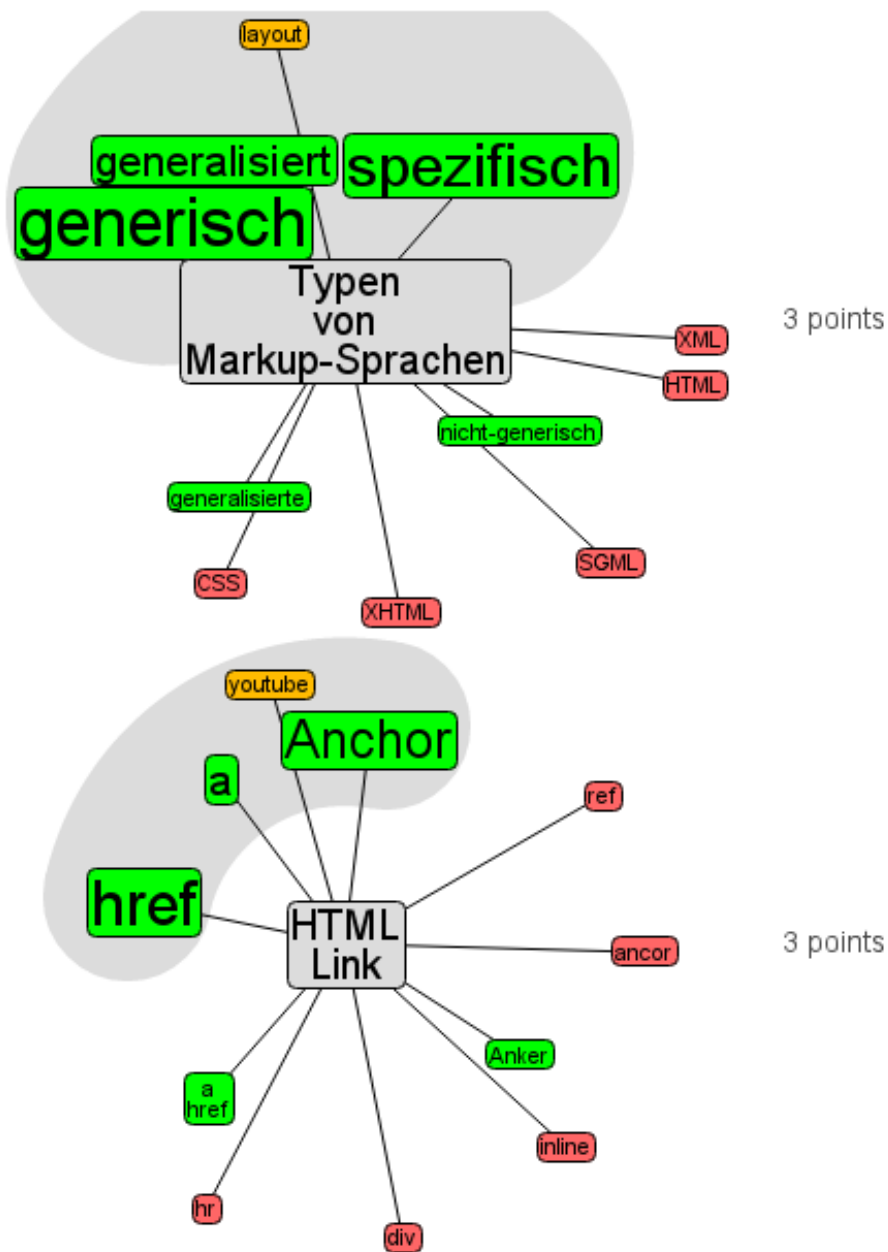 layout
generalisiert
spezifisch
generisch
Typen
von
Markup-Sprachen
3 points
XML
HTML
nicht-generisch
generalisierte
SGML
CSS
XHTML
youtube
Anchor
a
ref
href
HTML
Link
3 points
ancor
Anker
a
href
inline
hr
div